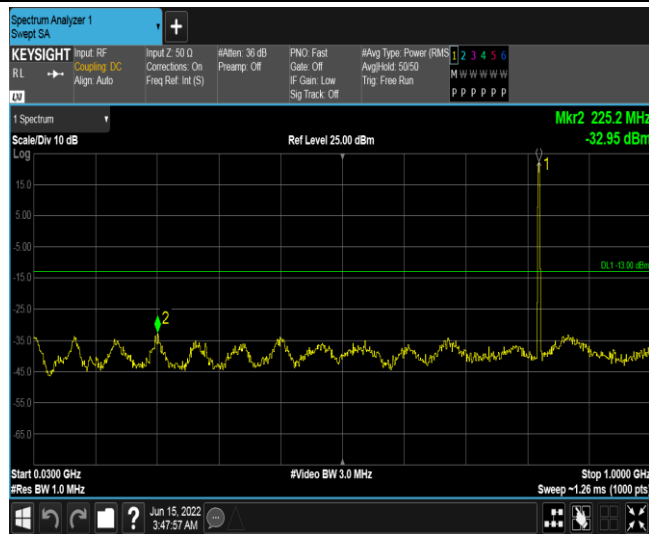 Spectrum Analyzer 1
Swept SA
+
KEYSIGHT
RL
Input: RF
Coupling: DC
Align: Auto
Input Z: 50 Ω
Corrections: On
Freq Ref: Int (S)
#Atten: 36 dB
Preamp: Off
PNO: Fast
Gate: Off
IF Gain: Low
Sig Track: Off
#Avg Type: Power (RMS
Avg|Hold: 50/50
Trig: Free Run
1 2 3 4 5 6
M W W W W W
P P P P P P
1 Spectrum
Mkr2 225.2 MHz
-32.95 dBm
Scale/Div 10 dB
Ref Level 25.00 dBm
Log
1
15.0
5.00
-5.00
DL1 -13.00 dBm
-15.0
-25.0
2
-35.0
-45.0
-55.0
-65.0
Start 0.0300 GHz
#Video BW 3.0 MHz
Stop 1.0000 GHz
#Res BW 1.0 MHz
Sweep ~1.26 ms (1000 pts)
?
Jun 15, 2022
3:47:57 AM